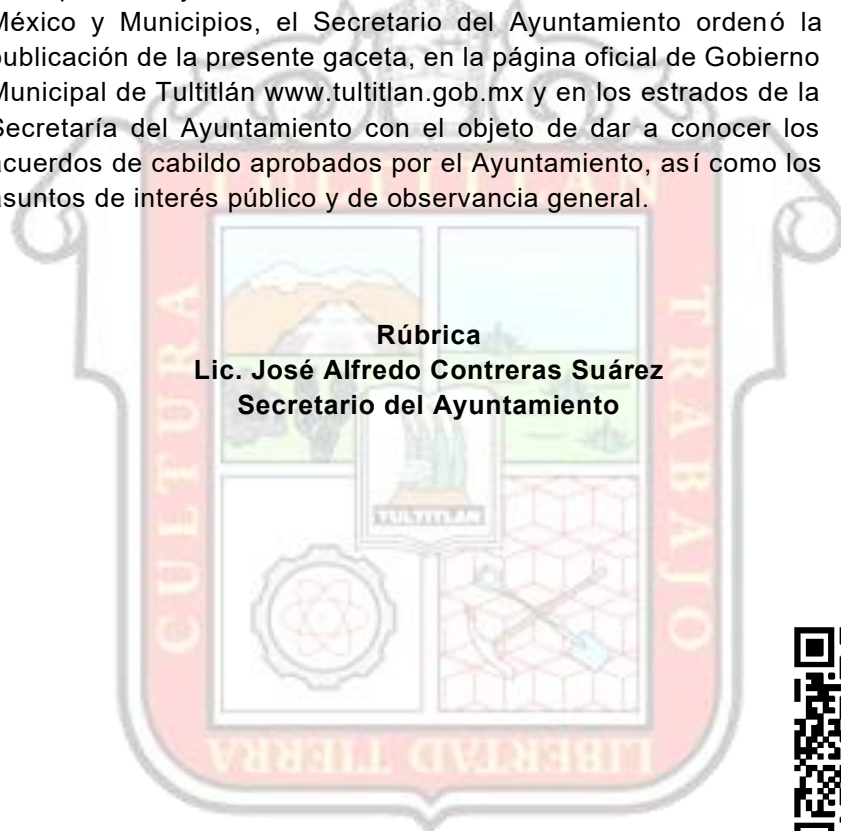 México y Municipios, el Secretario del Ayuntamiento ordenó la
publicación de la presente gaceta, en la página oficial de Gobierno
Municipal de Tultitlán www.tultitlan.gob.mx y en los estrados de la
Secretaría del Ayuntamiento con el objeto de dar a conocer los
acuerdos de cabildo aprobados por el Ayuntamiento, así como los
asuntos de interés público y de observancia general.
TULTITLÁN
Rúbrica
Lic. José Alfredo Contreras Suárez
Secretario del Ayuntamiento
CULTURA
TRABAJO
TULTITLAN
LIBERTAD TIERRA